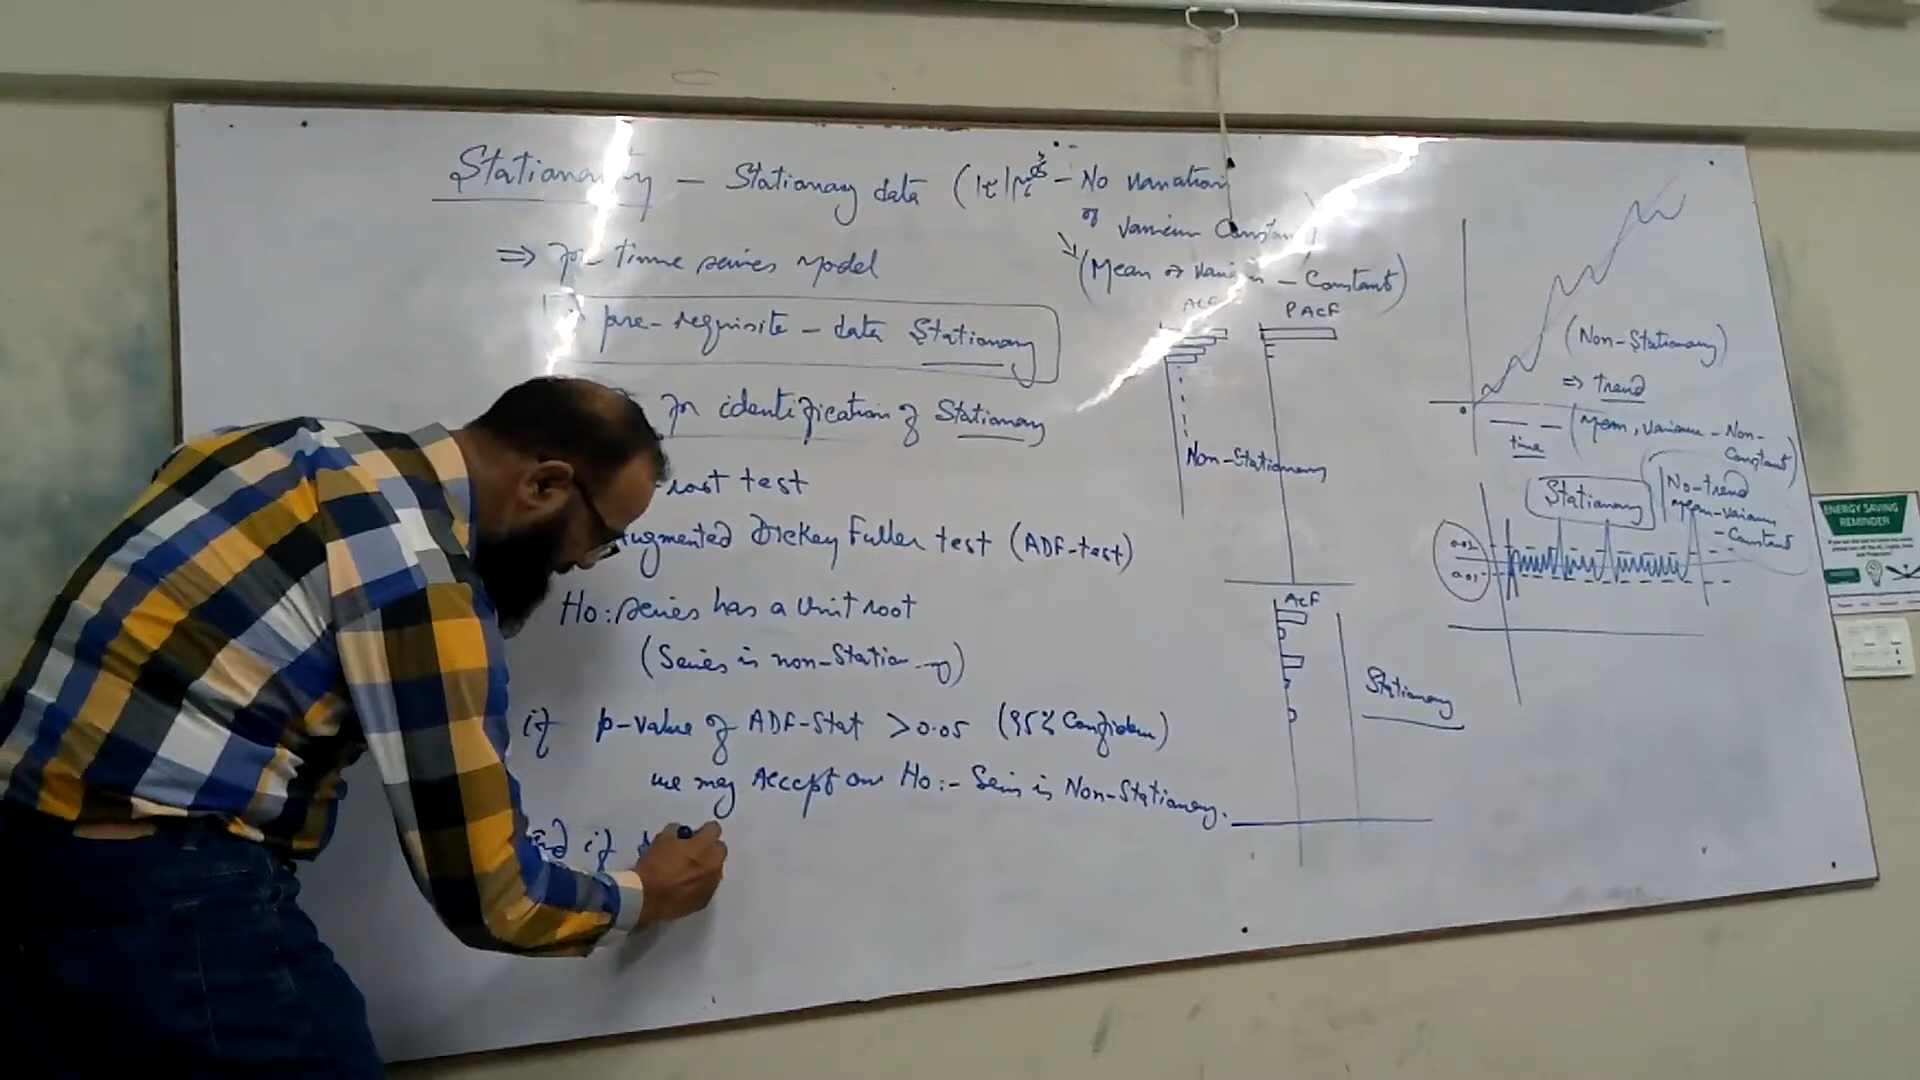 Stationarity – Stationary data ( – No variation
of variance Constant)
⇒ for time series model
(Mean or – Constant)
pre-requisite – data Stationary
for identification of Stationary
root test
Augmented Dickey Fuller test (ADF-test)
Ho: series has a Unit root
(Series is non-Stationary)
if p-value of ADF-Stat > 0.05 (95% Confidence)
we may Accept our Ho:- Series is Non-Stationary.
and if
ACF
PACF
Non-Stationary
ACF
Stationary
(Non-Stationary)
⇒ trend
(Mean, Variance – Non-
Constant)
time
Stationary
No-trend
Mean-Variance
– Constant
ENERGY SAVING
REMINDER